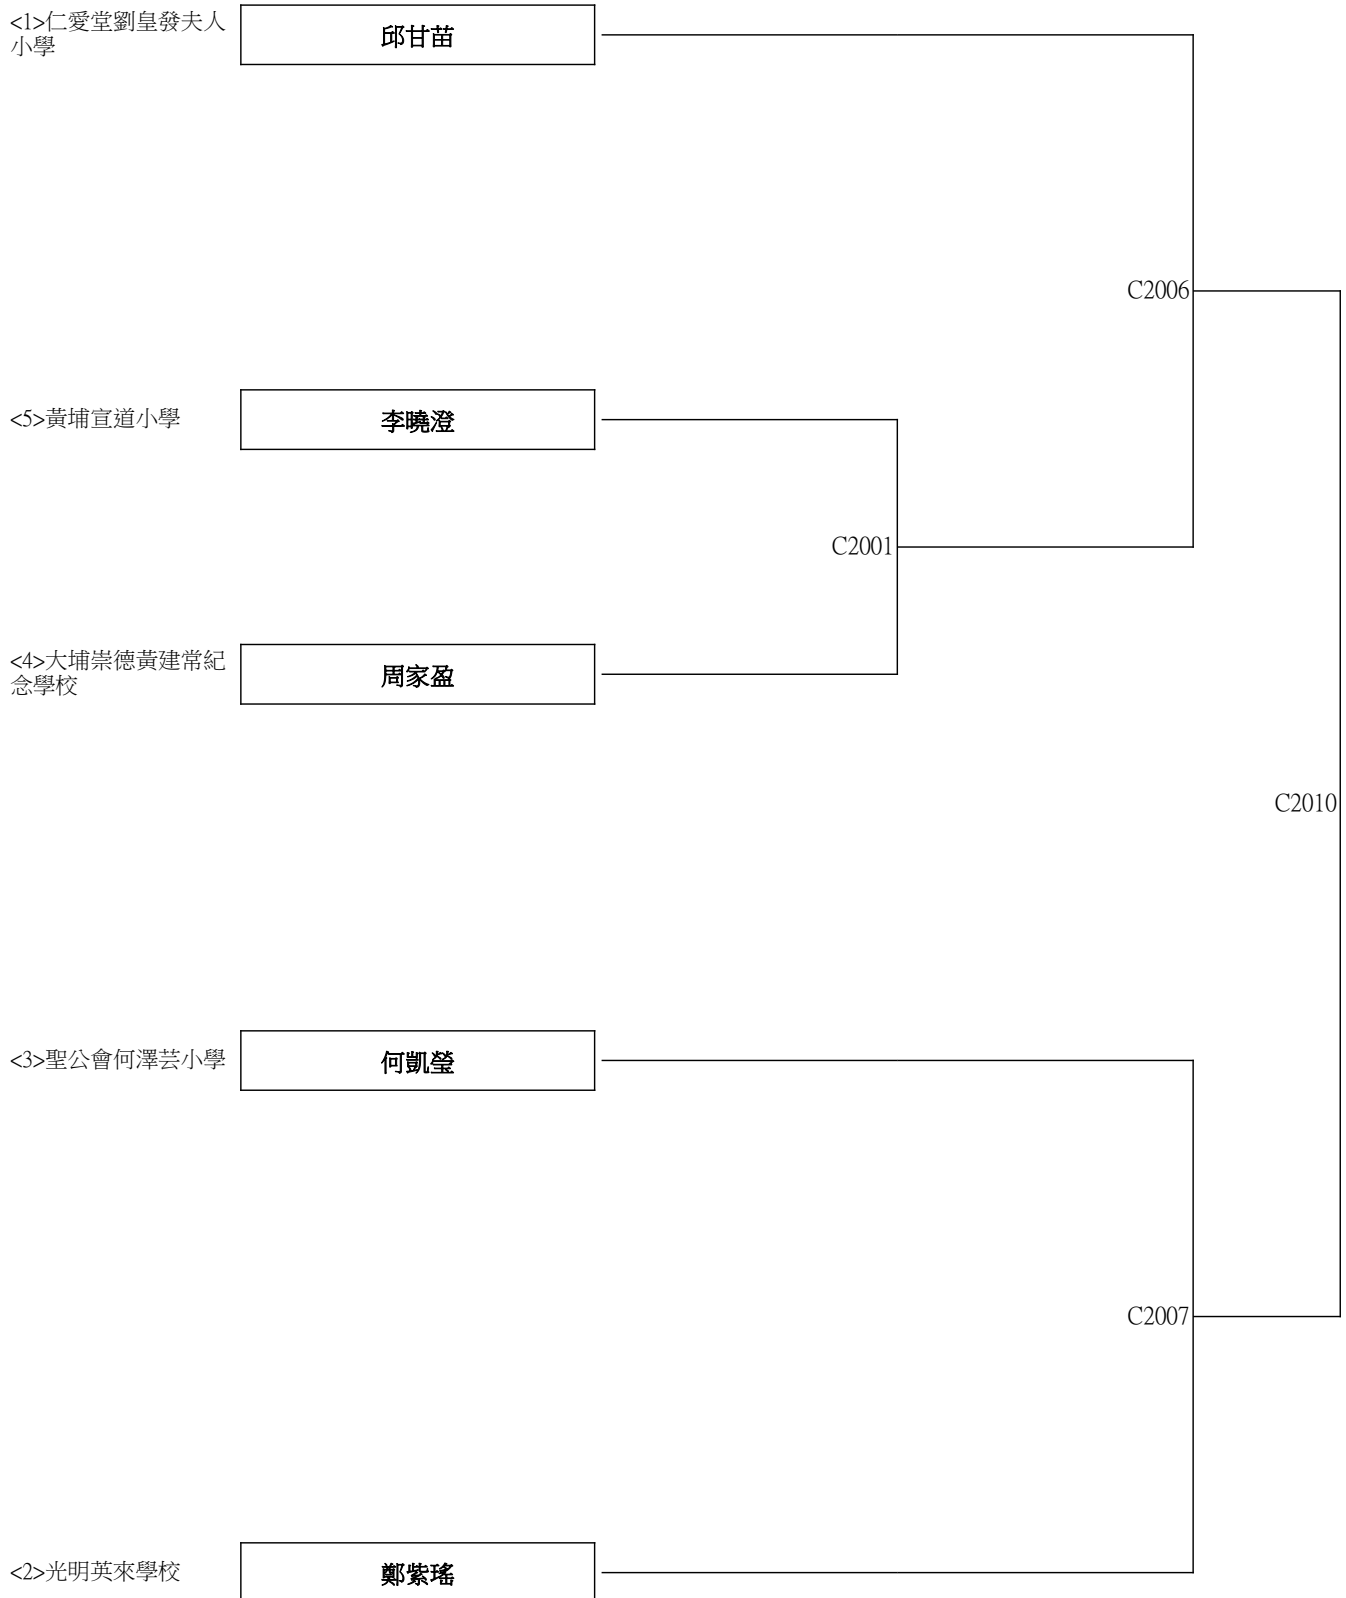 <1>仁愛堂劉皇發夫人
小學
邱甘苗
C2006
<5>黃埔宣道小學
李曉澄
C2001
<4>大埔崇德黃建常紀
念學校
周家盈
C2010
<3>聖公會何澤芸小學
何凱瑩
C2007
<2>光明英來學校
鄭紫瑤